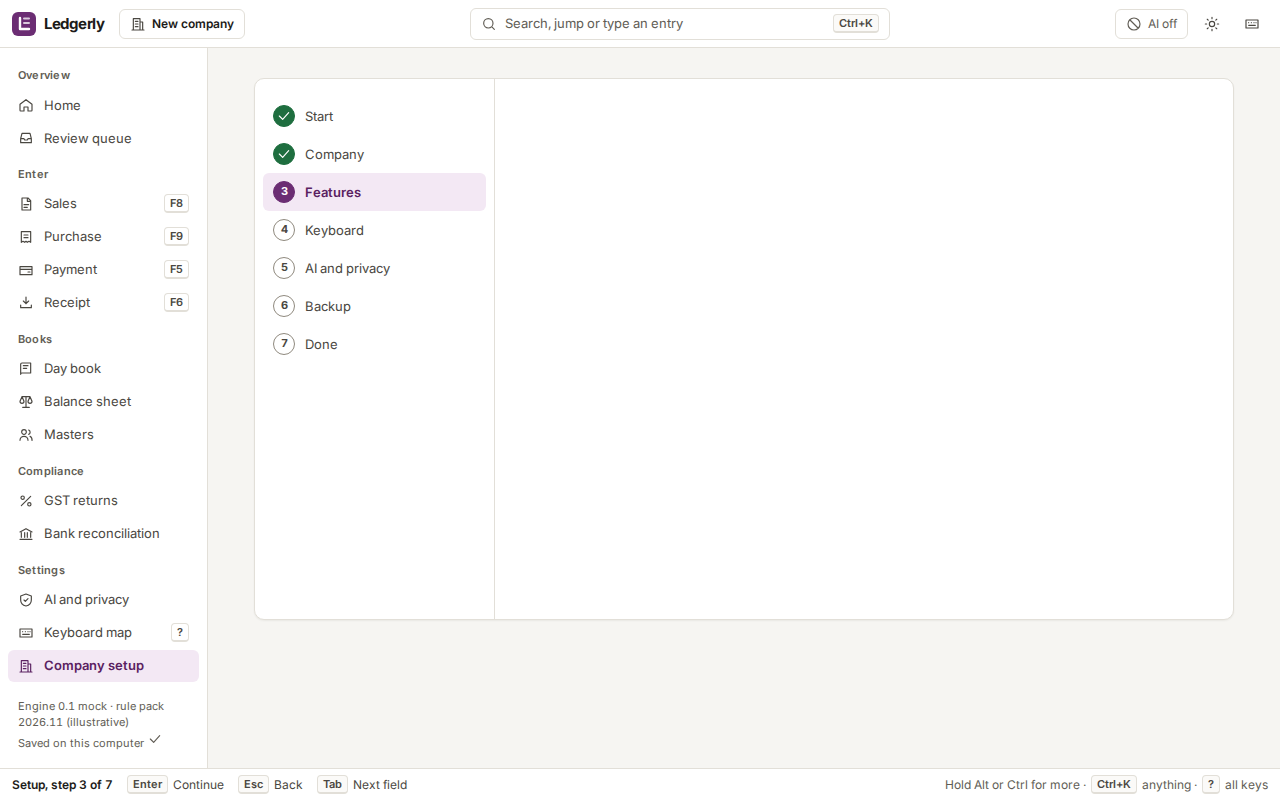 Ledgerly
New company
Search, jump or type an entry
Ctrl+K
AI off
Overview
Home
Review queue
Enter
Sales F8
Purchase F9
Payment F5
Receipt F6
Books
Day book
Balance sheet
Masters
Compliance
GST returns
Bank reconciliation
Settings
AI and privacy
Keyboard map ?
Company setup
Engine 0.1 mock · rule pack
2026.11 (illustrative)
Saved on this computer
Start
Company
3 Features
4 Keyboard
5 AI and privacy
6 Backup
7 Done
Setup, step 3 of 7 Enter Continue Esc Back Tab Next field
Hold Alt or Ctrl for more · Ctrl+K anything · ? all keys